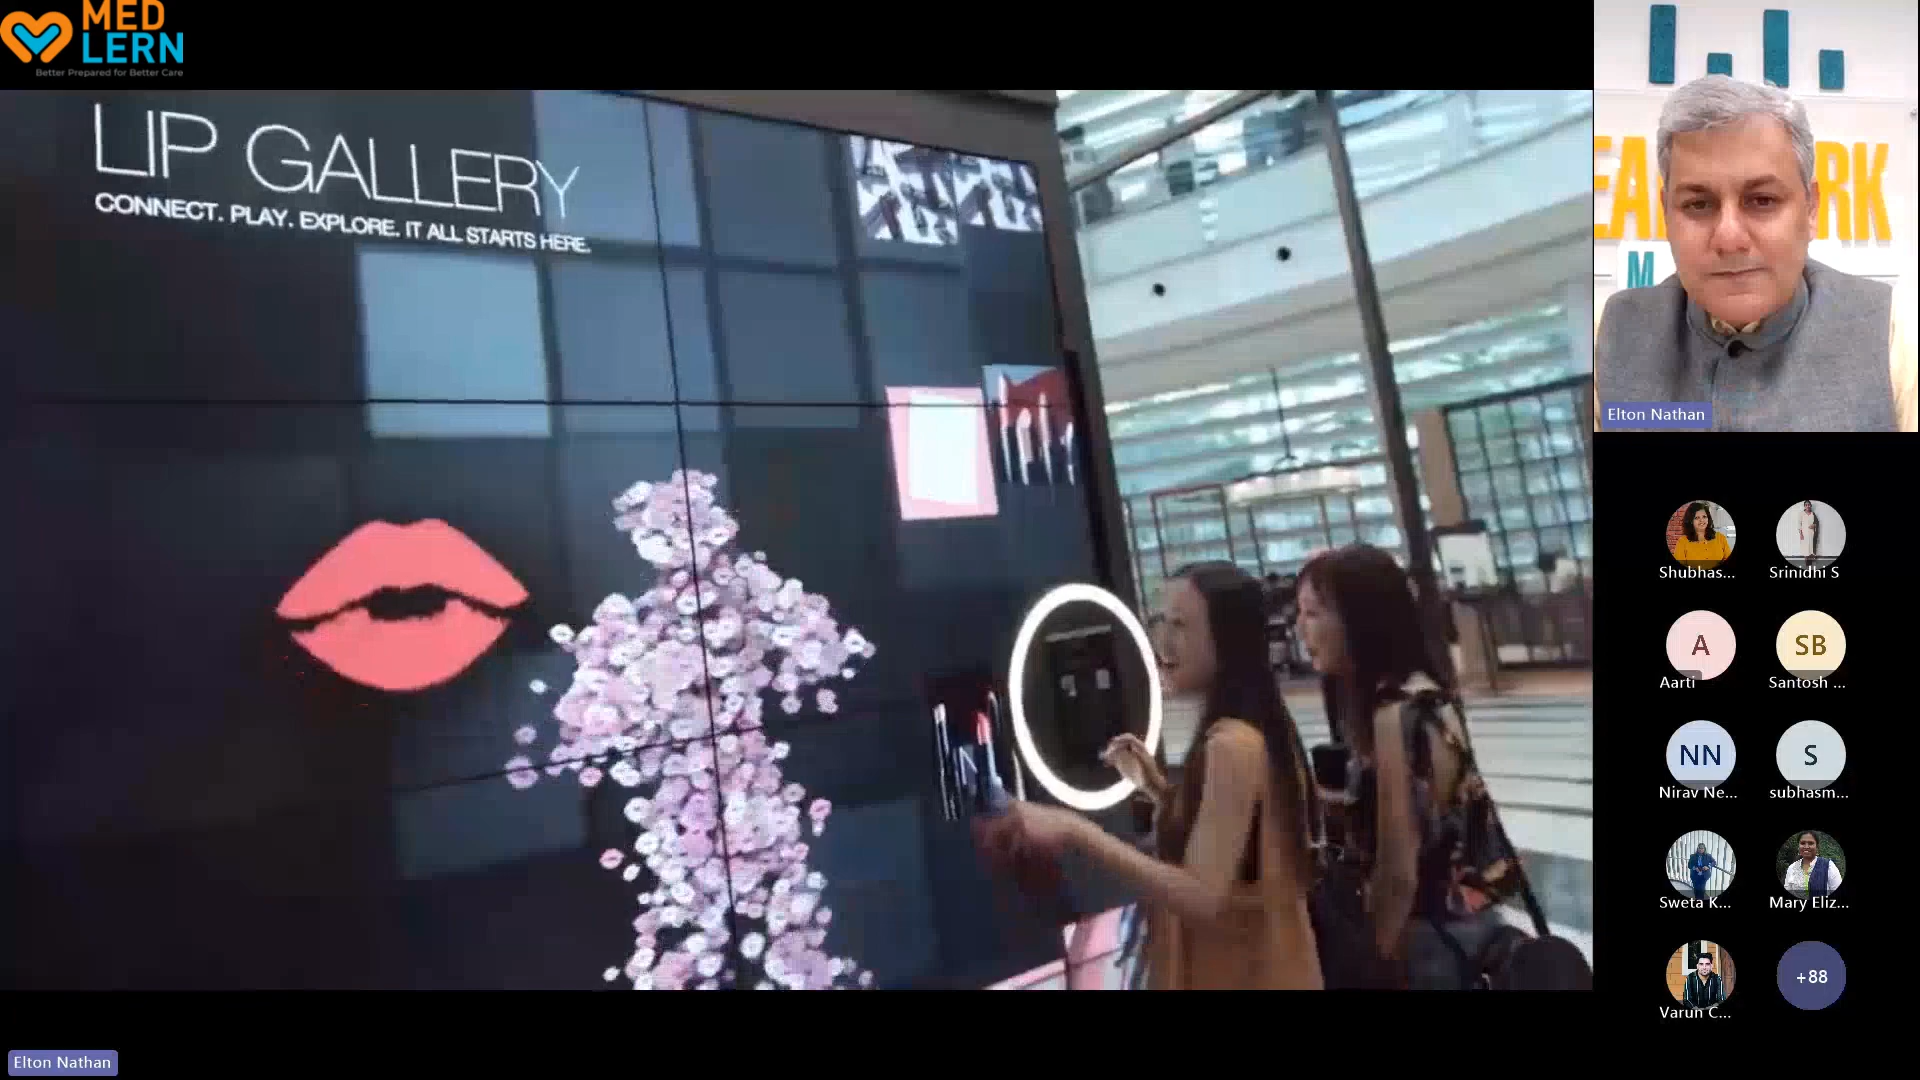 MED
LERN
Better Prepared for Better Care
LIP GALLERY
CONNECT. PLAY. EXPLORE. IT ALL STARTS HERE.
Elton Nathan
Shubhas...
Srinidhi S
A
SB
Aarti
Santosh ...
NN
S
Nirav Ne...
subhasm...
Sweta K...
Mary Eliz...
Varun C...
+88
Elton Nathan